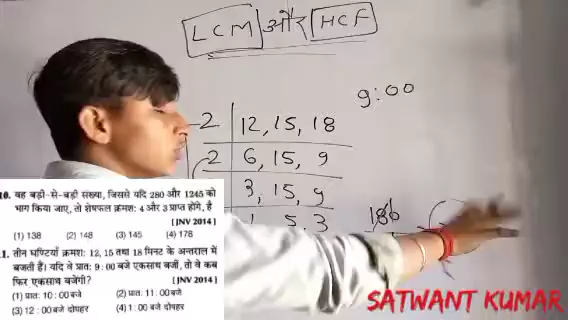 LCM और HCF
9:00
2 | 12, 15, 18
2 | 6, 15, 9
3, 15, 9
1 5, 3
180
10. वह बड़ी-से-बड़ी संख्या, जिससे यदि 280 और 1245 को
भाग किया जाए, तो शेषफल क्रमश: 4 और 3 प्राप्त होंगे, है
[JNV 2014]
(1) 138 (2) 148 (3) 145 (4) 178
1. तीन घण्टियाँ क्रमश: 12, 15 तथा 18 मिनट के अन्तराल में
बजती हैं। यदि वे प्रात: 9:00 बजे एकसाथ बजीं, तो वे कब
फिर एकसाथ बजेंगी? [JNV 2014]
(1) प्रात: 10:00 बजे (2) प्रात: 11:00 बजे
(3) 12:00 बजे दोपहर (4) 1:00 बजे दोपहर
SATWANT KUMAR